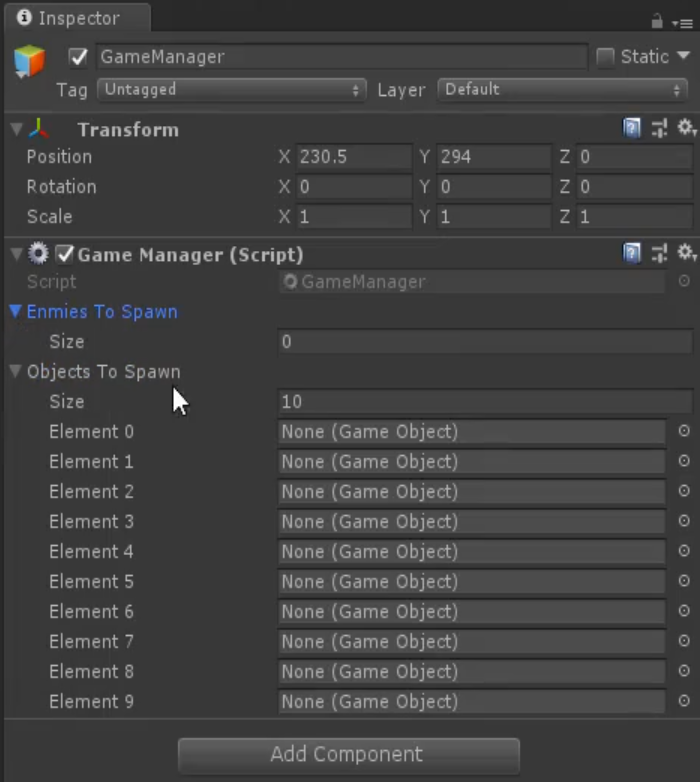 Inspector
GameManager Static
Tag Untagged Layer Default
Transform
Position X 230.5 Y 294 Z 0
Rotation X 0 Y 0 Z 0
Scale X 1 Y 1 Z 1
Game Manager (Script)
Script GameManager
Enmies To Spawn
Size 0
Objects To Spawn
Size 10
Element 0 None (Game Object)
Element 1 None (Game Object)
Element 2 None (Game Object)
Element 3 None (Game Object)
Element 4 None (Game Object)
Element 5 None (Game Object)
Element 6 None (Game Object)
Element 7 None (Game Object)
Element 8 None (Game Object)
Element 9 None (Game Object)
Add Component